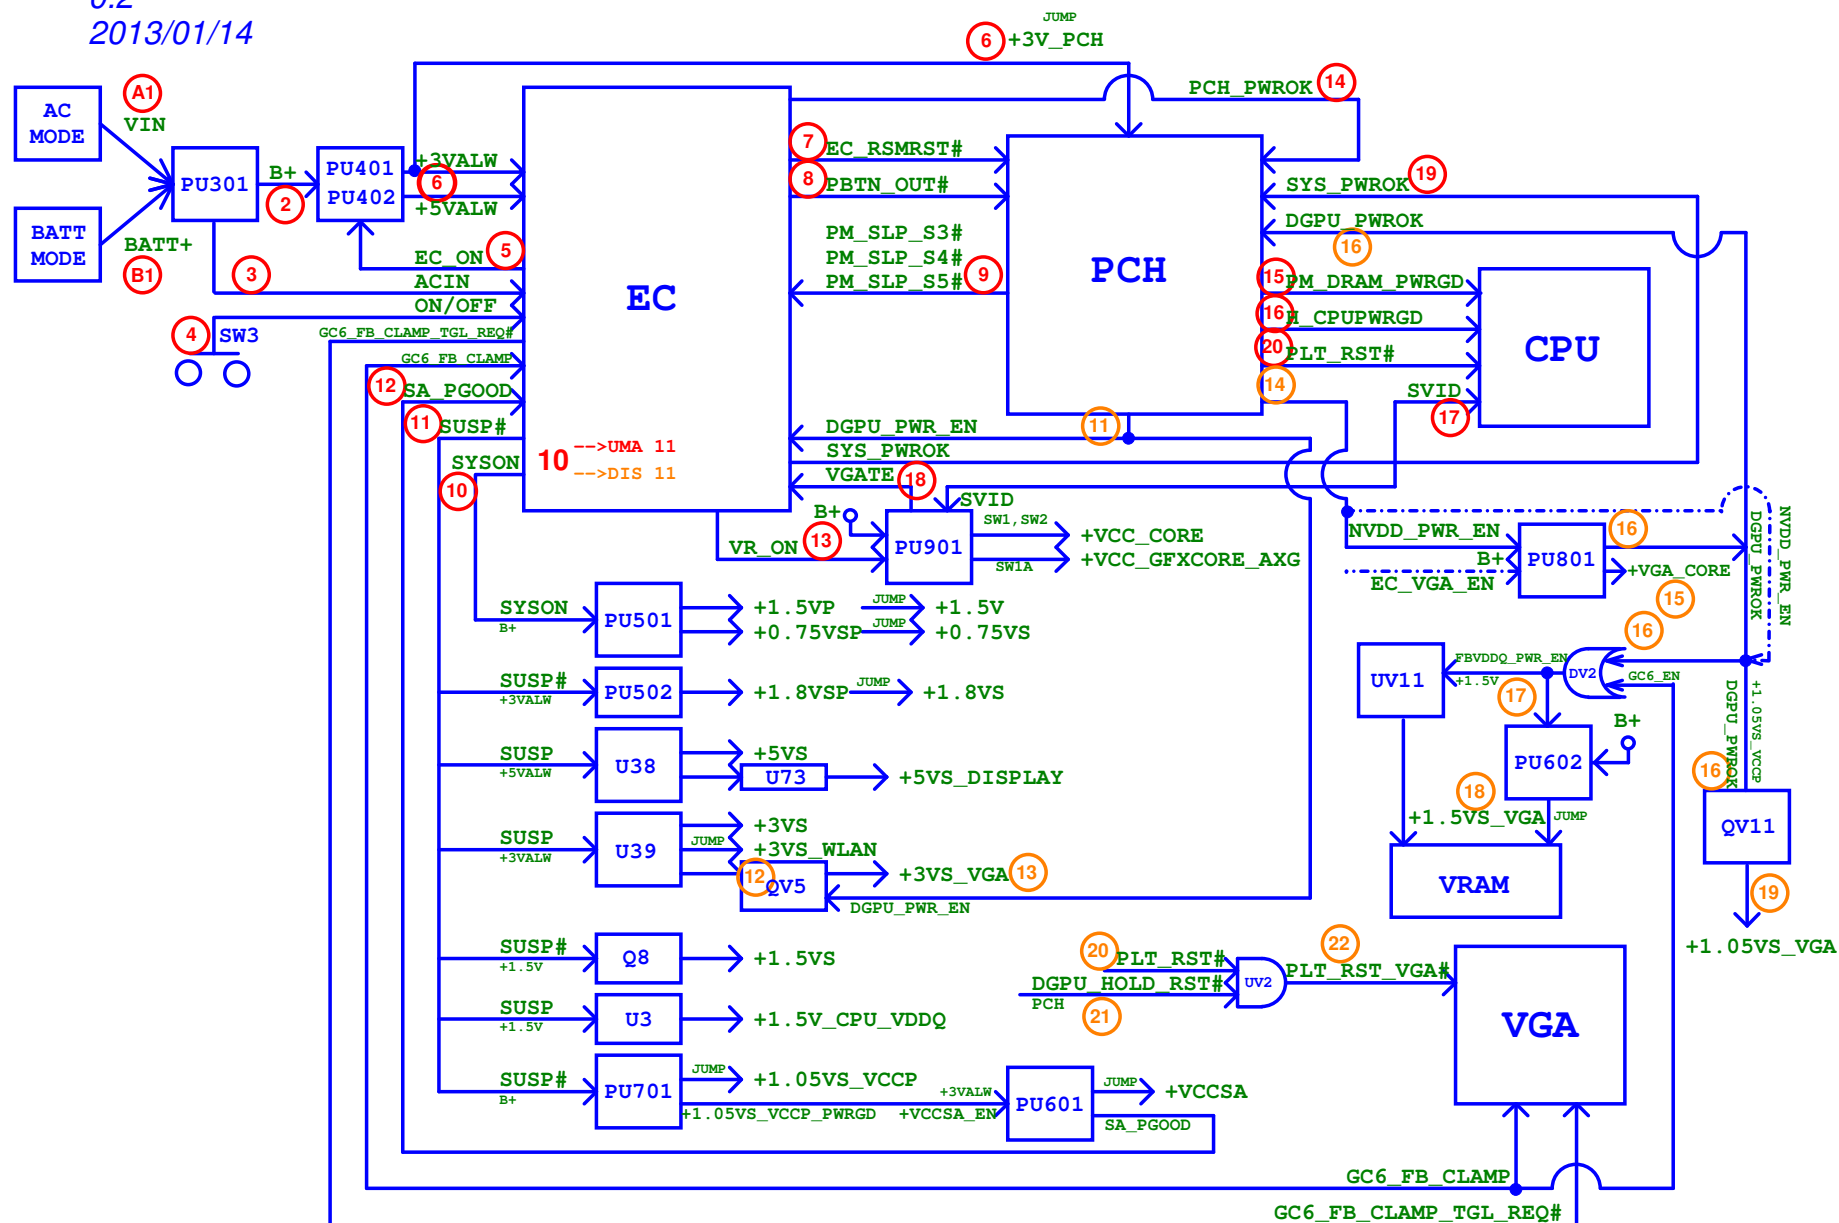 0.2
2013/01/14
JUMP
6 +3V_PCH
A1
VIN
AC
MODE
PCH_PWROK 14
7
EC_RSMRST#
8
PBTN_OUT#
PU301
B+
2
PU401
PU402
+3VALW
6
+5VALW
SYS_PWROK 19
DGPU_PWROK
16
BATT
MODE
BATT+
B1
3
EC_ON 5
ACIN
ON/OFF
EC
PM_SLP_S3#
PM_SLP_S4#
PM_SLP_S5# 9
PCH
15 PM_DRAM_PWRGD
16 H_CPUPWRGD
20 PLT_RST#
14
CPU
SVID
17
4 SW3
GC6_FB_CLAMP_TGL_REQ#
GC6_FB_CLAMP
12
SA_PGOOD
11
SUSP#
SYSON
10
10 -->UMA 11
-->DIS 11
DGPU_PWR_EN
11
SYS_PWROK
VGATE
18
SVID
B+
VR_ON 13
PU901
SW1,SW2
+VCC_CORE
SW1A
+VCC_GFXCORE_AXG
NVDD_PWR_EN
B+
EC_VGA_EN
PU801
16
+VGA_CORE
15
DGPU_PWROK
NVDD_PWR_EN
SYSON
B+
PU501
+1.5VP JUMP +1.5V
+0.75VSP JUMP +0.75VS
SUSP#
+3VALW
PU502
+1.8VSP JUMP +1.8VS
16
UV11
FBVDDQ_PWR_EN
+1.5V
DV2
GC6_EN
17
B+
PU602
18
+1.5VS_VGA JUMP
VRAM
DGPU_PWROK
+1.05VS_VCCP
16
QV11
19
+1.05VS_VGA
SUSP
+5VALW
U38
+5VS
U73
+5VS_DISPLAY
SUSP
+3VALW
U39
+3VS
JUMP
+3VS_WLAN
12
QV5
+3VS_VGA 13
DGPU_PWR_EN
SUSP#
+1.5V
Q8
+1.5VS
20
PLT_RST#
DGPU_HOLD_RST#
PCH
21
UV2
22
PLT_RST_VGA#
VGA
SUSP
+1.5V
U3
+1.5V_CPU_VDDQ
SUSP#
B+
PU701
JUMP
+1.05VS_VCCP
+1.05VS_VCCP_PWRGD
+3VALW
+VCCSA_EN
PU601
JUMP
+VCCSA
SA_PGOOD
GC6_FB_CLAMP
GC6_FB_CLAMP_TGL_REQ#